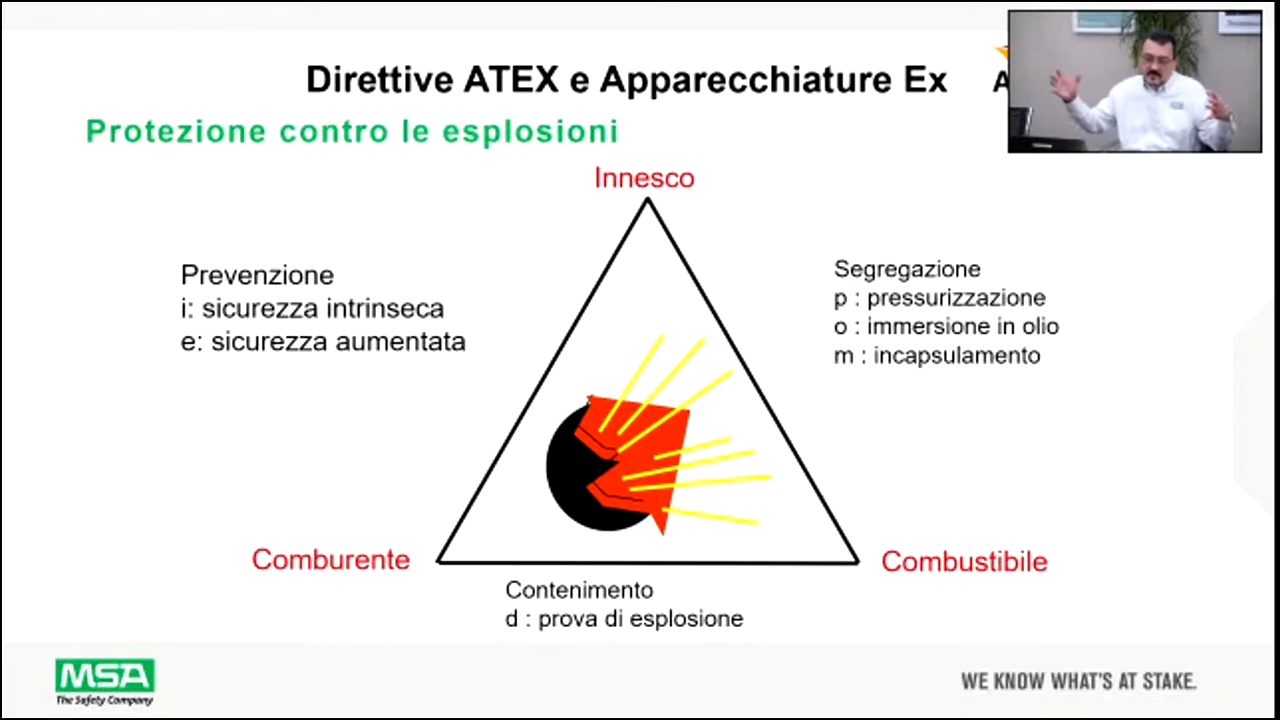 Direttive ATEX e Apparecchiature Ex
A
Protezione contro le esplosioni
Innesco
Prevenzione
i: sicurezza intrinseca
e: sicurezza aumentata
Segregazione
p : pressurizzazione
o : immersione in olio
m : incapsulamento
Comburente
Combustibile
Contenimento
d : prova di esplosione
MSA
The Safety Company
WE KNOW WHAT'S AT STAKE.